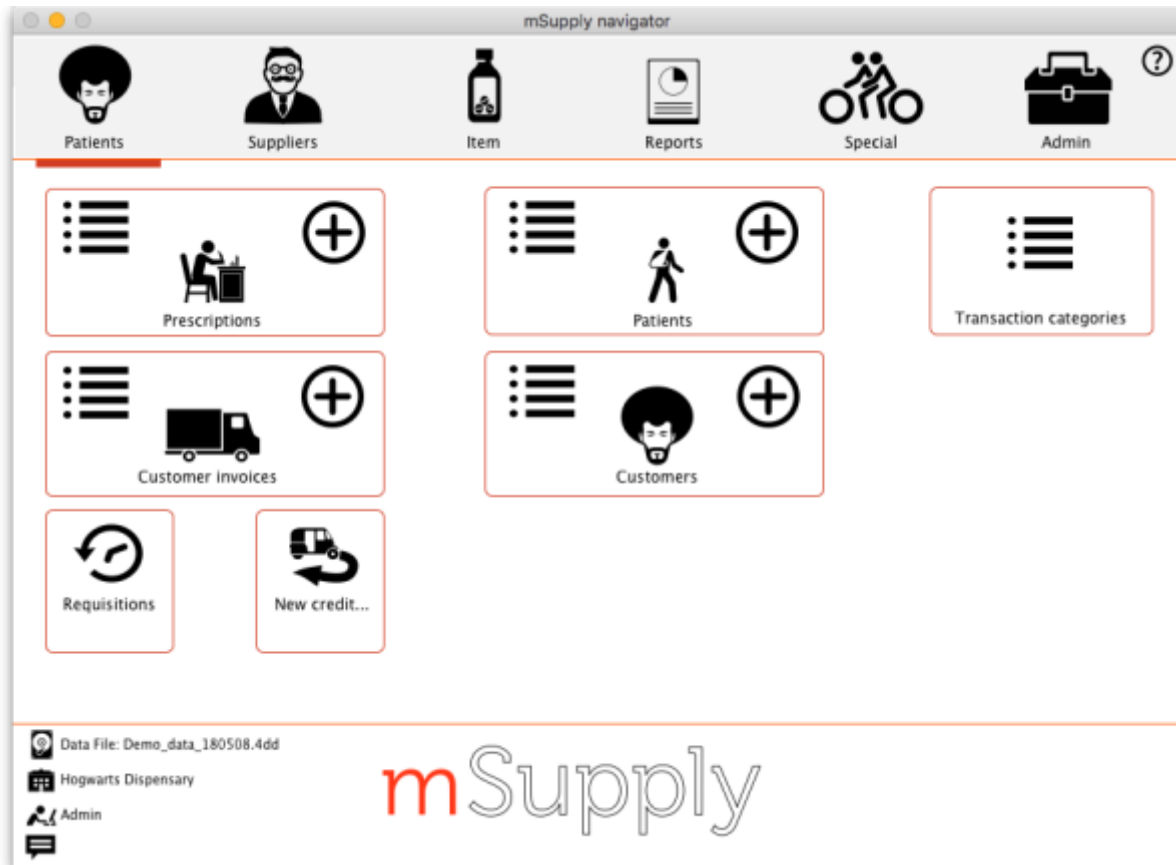 mSupply navigator
?
Patients Suppliers Item Reports Special Admin
Prescriptions Patients Transaction categories
Customer invoices Customers
Requisitions New credit...
Data File: Demo_data_180508.4dd
Hogwarts Dispensary
Admin
mSupply